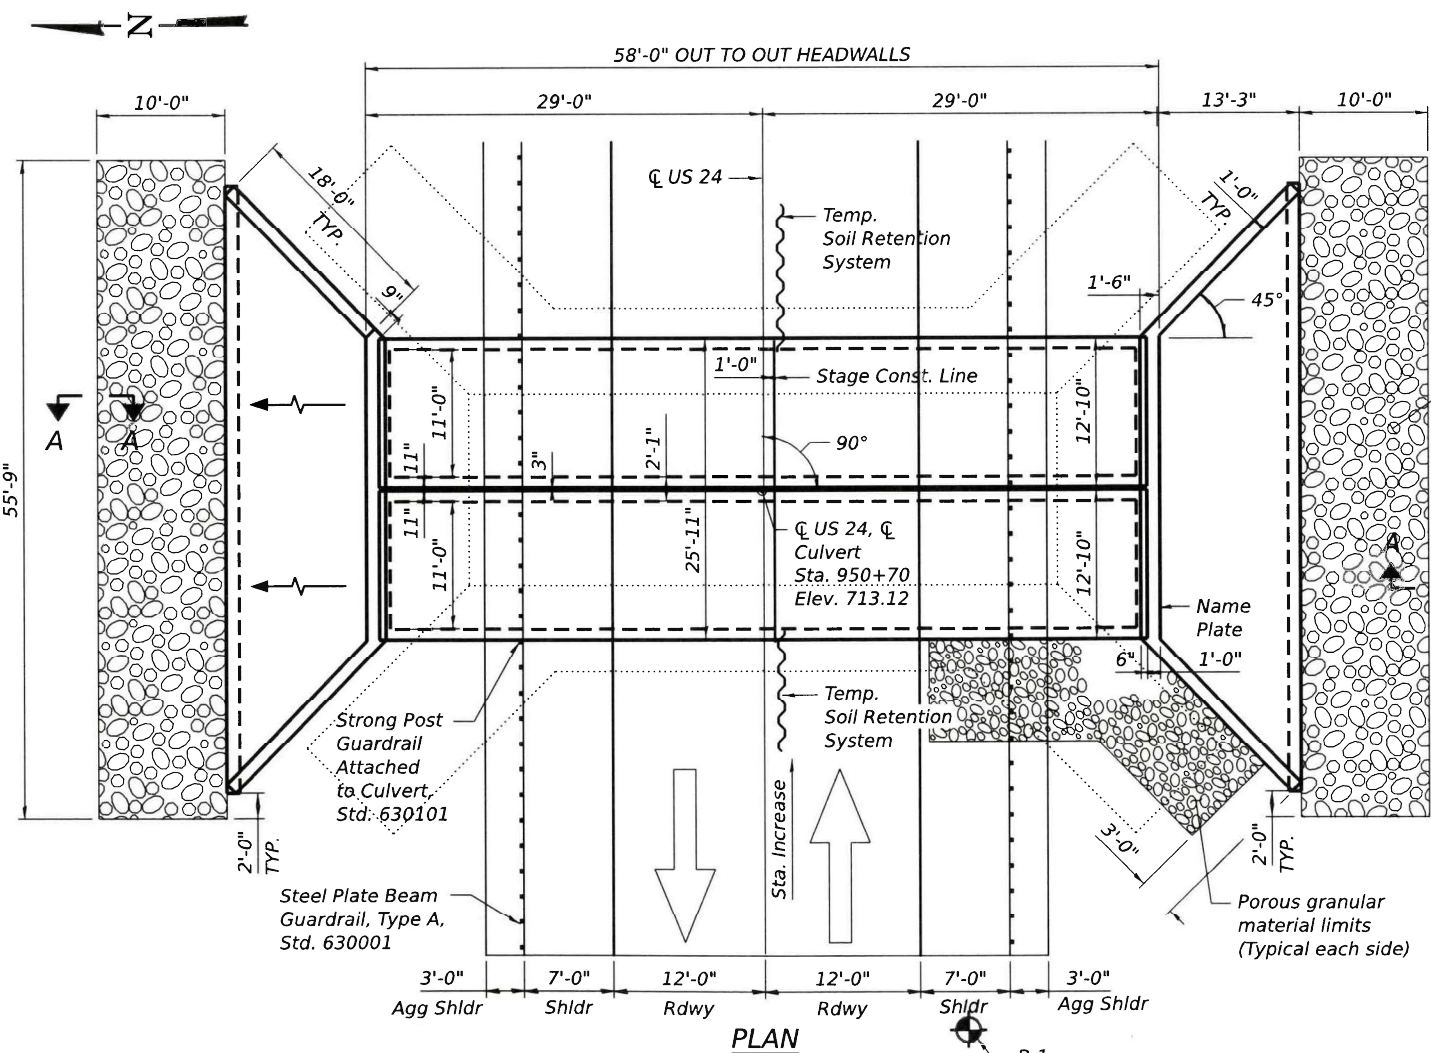 N
58'-0" OUT TO OUT HEADWALLS
10'-0"
29'-0"
29'-0"
13'-3"
10'-0"
18'-0"
TYP.
℄ US 24
1'-0"
TYP.
Temp.
Soil Retention
System
9"
1'-6"
45°
1'-0"
Stage Const. Line
11'-0"
12'-10"
A
A
11"
3"
2'-1"
90°
55'-9"
11"
11'-0"
25'-11"
℄ US 24, ℄
Culvert
Sta. 950+70
Elev. 713.12
12'-10"
A
Name
Plate
6"
1'-0"
Strong Post
Guardrail
Attached
to Culvert,
Std. 630101
Temp.
Soil Retention
System
Sta. Increase
2'-0"
TYP.
3'-0"
2'-0"
TYP.
Steel Plate Beam
Guardrail, Type A,
Std. 630001
Porous granular
material limits
(Typical each side)
3'-0"
7'-0"
12'-0"
12'-0"
7'-0"
3'-0"
Agg Shldr
Shldr
Rdwy
Rdwy
Shldr
Agg Shldr
PLAN